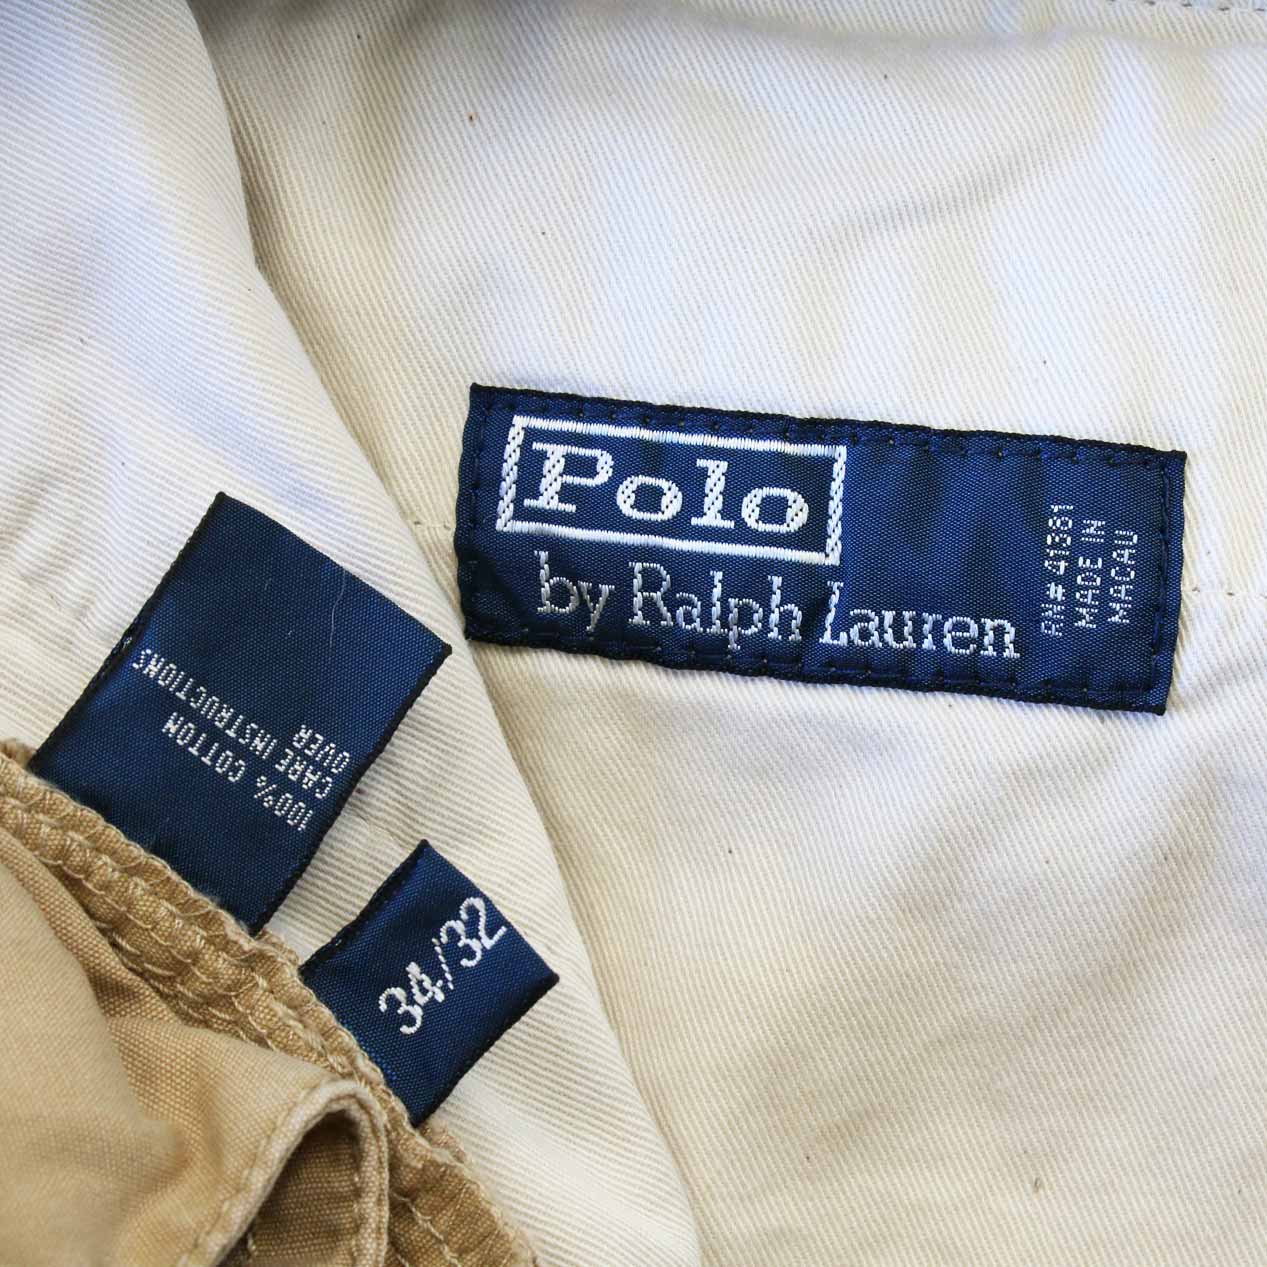 Polo
by Ralph Lauren
RN# 41381
MADE IN
MACAU
100% COTTON
CARE INSTRUCTIONS
OVER
34/32